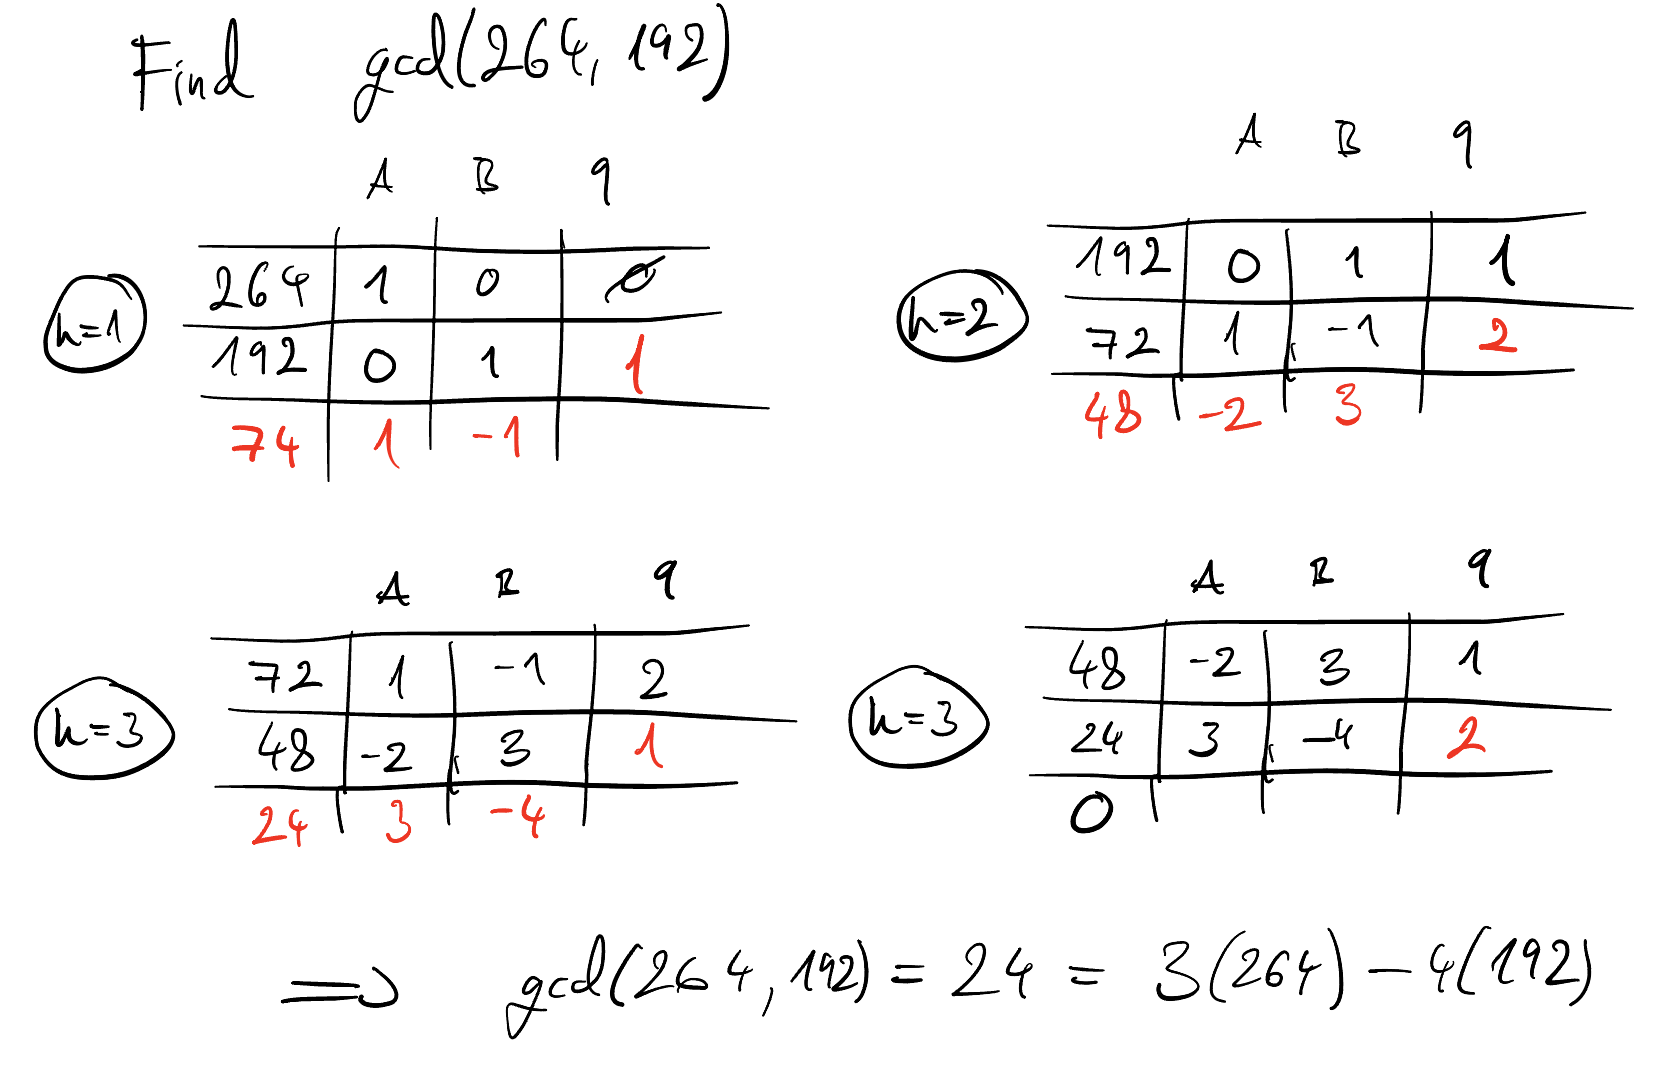 Find gcd(264, 192)
A B q
n=1
264 1 0 0
192 0 1 1
74 1 -1
A B q
n=2
192 0 1 1
72 1 -1 2
48 -2 3
A B q
n=3
72 1 -1 2
48 -2 3 1
24 3 -4
A B q
n=3
48 -2 3 1
24 3 -4 2
0
=> gcd(264, 192) = 24 = 3(264) - 4(192)